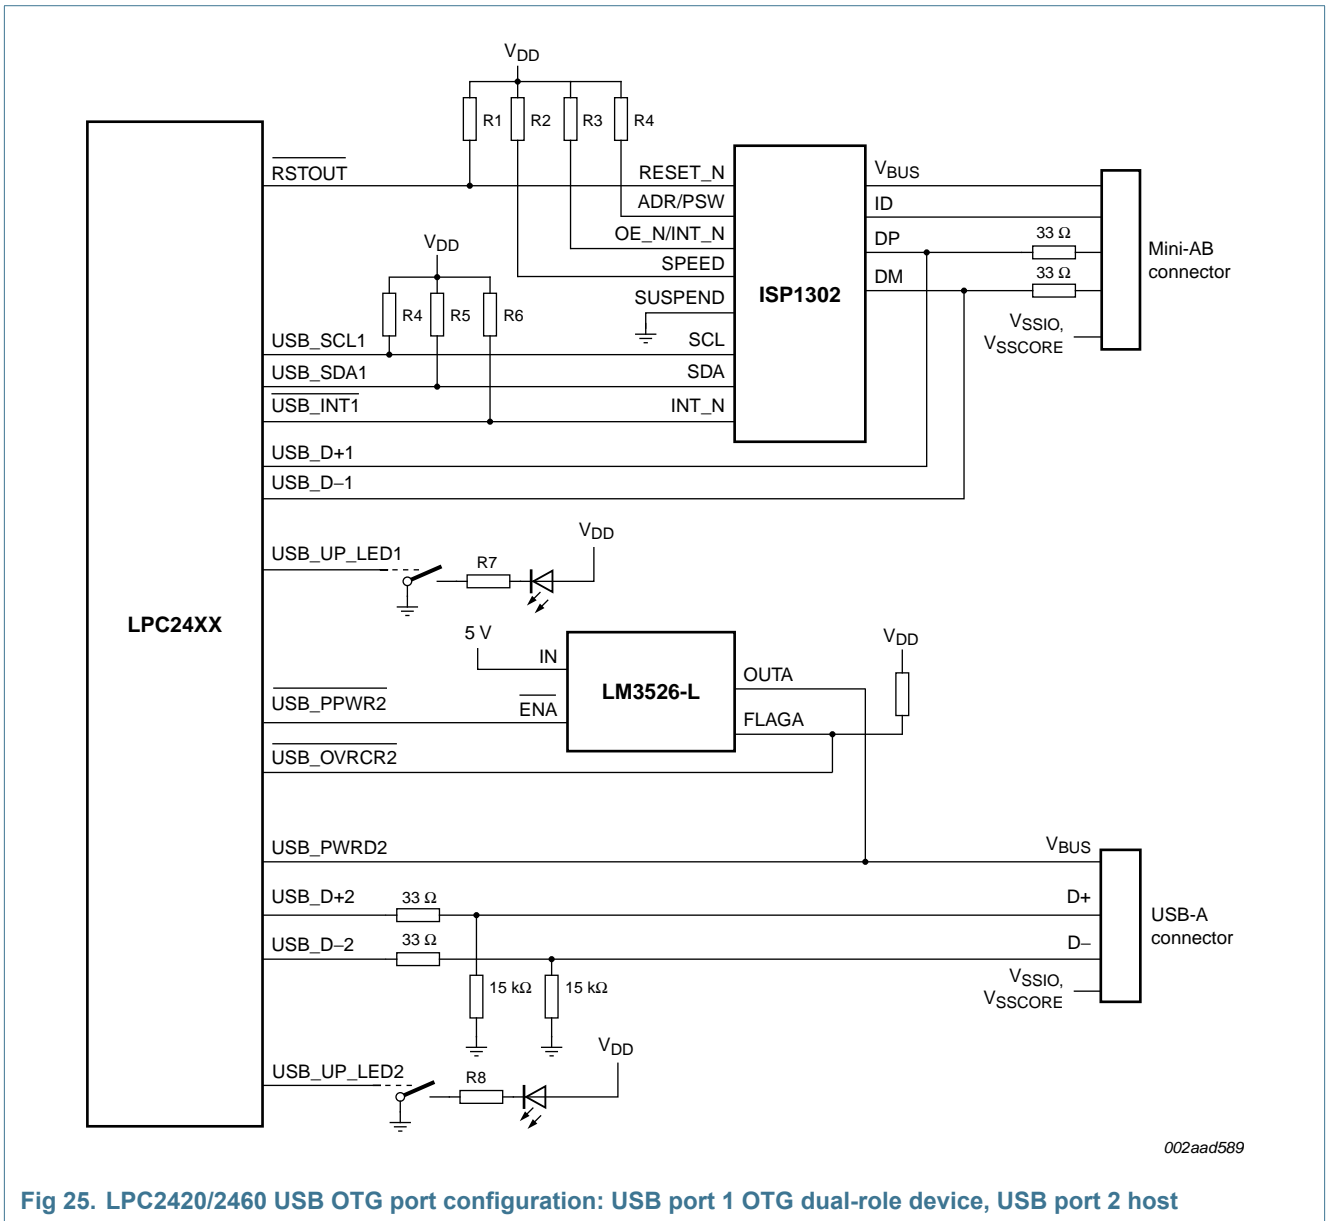 VDD
R1 R2 R3 R4
RSTOUT
RESET_N
ADR/PSW
OE_N/INT_N
SPEED
SUSPEND
VDD
R4 R5 R6
USB_SCL1
SCL
USB_SDA1
SDA
USB_INT1
INT_N
ISP1302
VBUS
ID
DP
33 Ω
DM
33 Ω
VSSIO,
VSSCORE
Mini-AB
connector
USB_D+1
USB_D−1
USB_UP_LED1
R7
VDD
LPC24XX
5 V
IN
LM3526-L
OUTA
VDD
USB_PPWR2
ENA
FLAGA
USB_OVRCR2
USB_PWRD2
VBUS
USB_D+2
33 Ω
D+
USB_D−2
33 Ω
D−
USB-A
connector
15 kΩ
15 kΩ
VSSIO,
VSSCORE
VDD
USB_UP_LED2
R8
002aad589
Fig 25. LPC2420/2460 USB OTG port configuration: USB port 1 OTG dual-role device, USB port 2 host